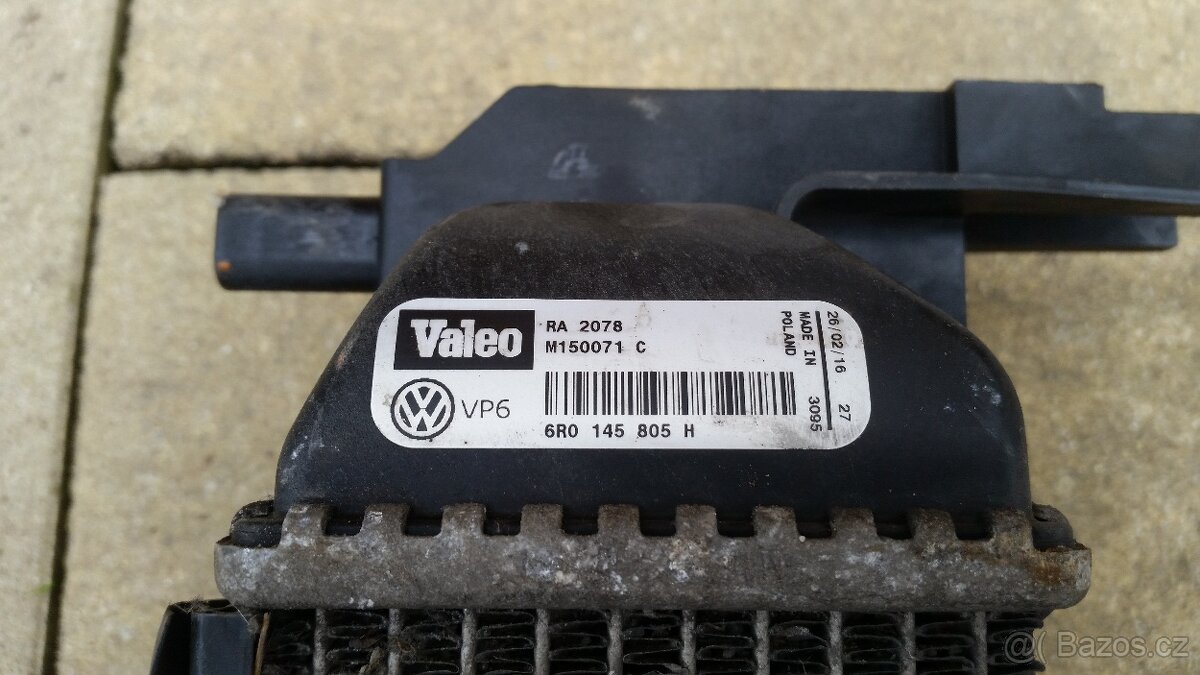 Valeo
RA 2078
M150071 C
VP6
6R0 145 805 H
MADE IN
POLAND
26/02/16 27
3095
@ Bazos.cz